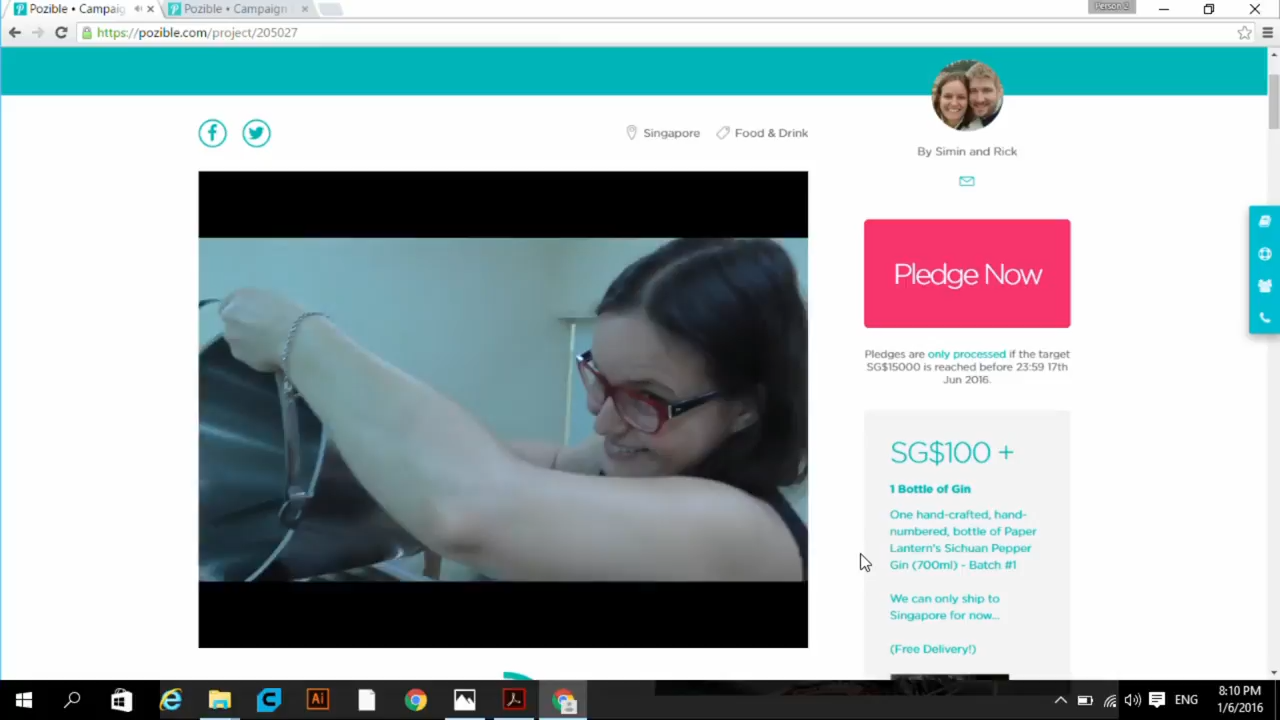 Pozible • Campaig
Pozible • Campaign
Person 2
https://pozible.com/project/205027
Singapore
Food & Drink
By Simin and Rick
Pledge Now
Pledges are only processed if the target
SG$15000 is reached before 23:59 17th
Jun 2016.
SG$100 +
1 Bottle of Gin
One hand-crafted, hand-
numbered, bottle of Paper
Lantern's Sichuan Pepper
Gin (700ml) - Batch #1
We can only ship to
Singapore for now...
(Free Delivery!)
Ai
ENG
8:10 PM
1/6/2016